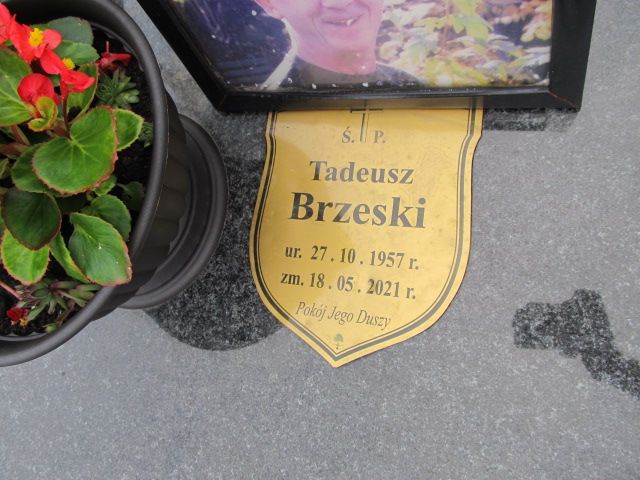 Ś. P.
Tadeusz
Brzeski
ur. 27.10.1957 r.
zm. 18.05.2021 r.
Pokój Jego Duszy